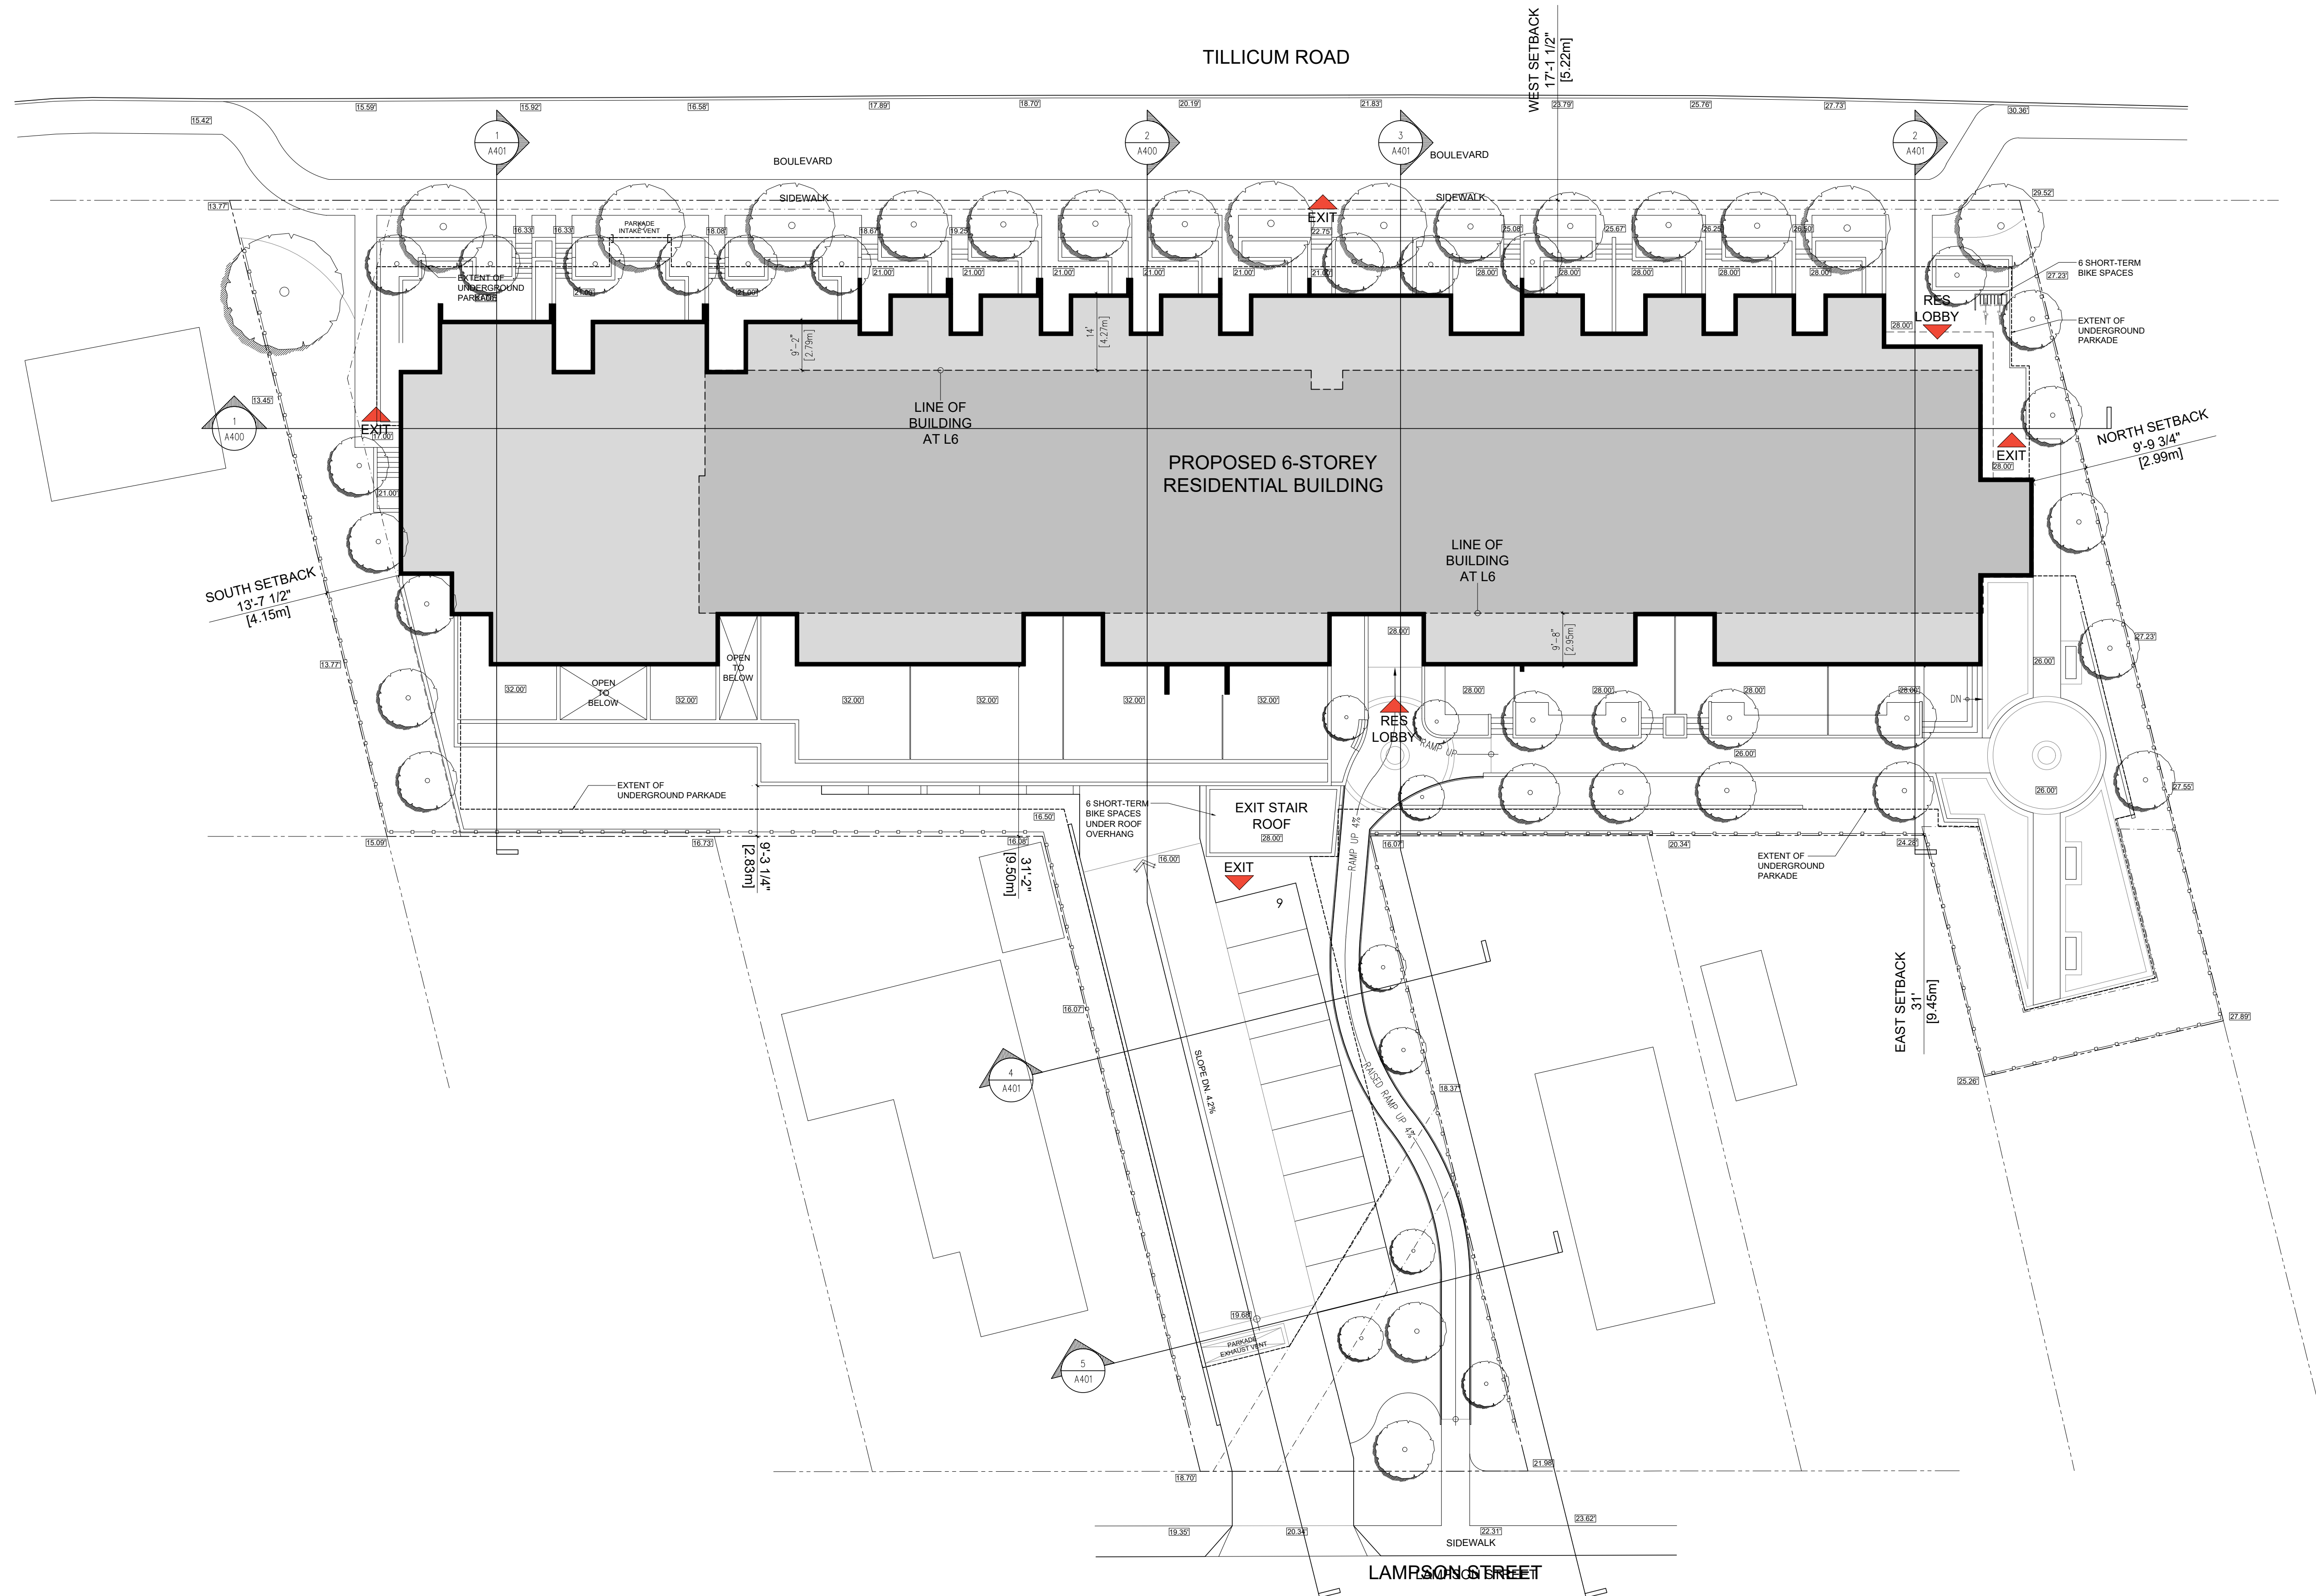 TILLICUM ROAD
WEST SETBACK
17'-1 1/2"
[5.22m]
15.42'
15.59'
15.92'
16.58'
17.89'
18.70'
20.19'
21.83'
23.79'
25.76'
27.73'
30.36'
1
A401
2
A400
3
A401
2
A401
BOULEVARD
BOULEVARD
SIDEWALK
SIDEWALK
13.77'
29.52'
PARKADE
INTAKE VENT
EXIT
22.75'
16.33'
16.33'
18.08'
18.67'
19.25'
25.08'
25.67'
26.25'
26.50'
EXTENT OF
UNDERGROUND
PARKADE
21.00'
21.00'
21.00'
21.00'
21.00'
21.00'
21.00'
21.00'
28.00'
28.00'
28.00'
28.00'
28.00'
6 SHORT-TERM
BIKE SPACES
27.23'
RES
LOBBY
28.00'
EXTENT OF
UNDERGROUND
PARKADE
9'-2"
[2.79m]
14'
[4.27m]
13.45'
1
A400
EXIT
17.00'
21.00'
LINE OF
BUILDING
AT L6
PROPOSED 6-STOREY
RESIDENTIAL BUILDING
EXIT
28.00'
NORTH SETBACK
9'-9 3/4"
[2.99m]
LINE OF
BUILDING
AT L6
SOUTH SETBACK
13'-7 1/2"
[4.15m]
13.77'
28.00'
9'-8"
[2.95m]
27.23'
26.00'
OPEN
TO
BELOW
OPEN
TO
BELOW
32.00'
32.00'
32.00'
32.00'
32.00'
32.00'
28.00'
28.00'
28.00'
28.00'
DN
RES
LOBBY
RAMP UP
26.00'
26.00'
27.55'
EXTENT OF
UNDERGROUND PARKADE
6 SHORT-TERM
BIKE SPACES
UNDER ROOF
OVERHANG
EXIT STAIR
ROOF
28.00'
RAMP UP 4%
16.50'
15.09'
16.73'
16.08'
16.00'
16.07'
20.34'
24.28'
9'-3 1/4"
[2.83m]
31'-2"
[9.50m]
EXIT
9
EXTENT OF
UNDERGROUND
PARKADE
EAST SETBACK
31'
[9.45m]
16.07'
27.89'
25.26'
4
A401
SLOPE DN. 4.2%
RAISED RAMP UP 4%
18.37'
19.68'
PARKADE
EXHAUST VENT
5
A401
18.70'
21.98'
19.35'
20.34'
22.31'
23.62'
SIDEWALK
LAMPSON STREET
LAMPSON STREET